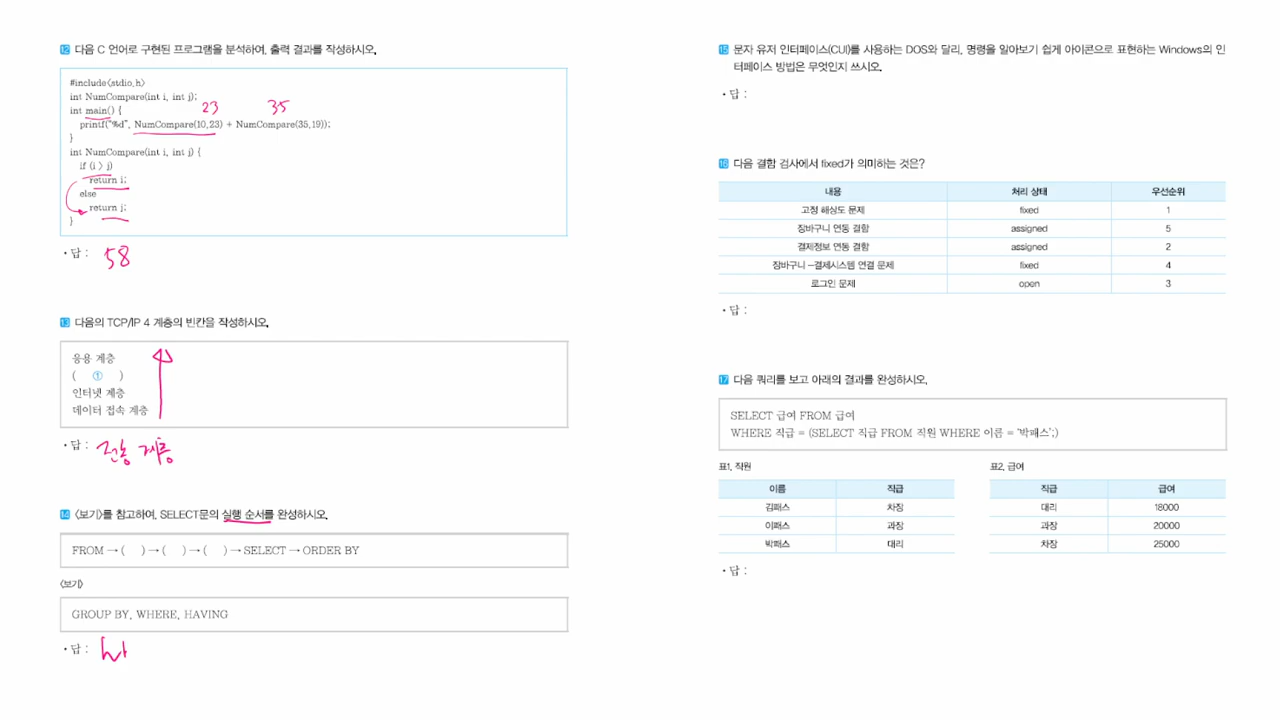 12 다음 C 언어로 구현된 프로그램을 분석하여, 출력 결과를 작성하시오.
#include<stdio.h>
int NumCompare(int i, int j);
23 35
int main() {
printf("%d", NumCompare(10,23) + NumCompare(35,19));
}
int NumCompare(int i, int j) {
if (i > j)
return i;
else
return j;
}
• 답 : 58
13 다음의 TCP/IP 4 계층의 빈칸을 작성하시오.
응용 계층
( ① )
인터넷 계층
데이터 접속 계층
• 답 : 전송 계층
14 <보기>를 참고하여, SELECT문의 실행 순서를 완성하시오.
FROM → ( ) → ( ) → ( ) → SELECT → ORDER BY
<보기>
GROUP BY, WHERE, HAVING
• 답 :
15 문자 유저 인터페이스(CUI)를 사용하는 DOS와 달리, 명령을 알아보기 쉽게 아이콘으로 표현하는 Windows의 인
터페이스 방법은 무엇인지 쓰시오.
• 답 :
16 다음 결함 검사에서 fixed가 의미하는 것은?
내용 처리 상태 우선순위
고정 해상도 문제 fixed 1
장바구니 연동 결함 assigned 5
결제정보 연동 결함 assigned 2
장바구니 –결제시스템 연결 문제 fixed 4
로그인 문제 open 3
• 답 :
17 다음 쿼리를 보고 아래의 결과를 완성하시오.
SELECT 급여 FROM 급여
WHERE 직급 = (SELECT 직급 FROM 직원 WHERE 이름 = '박패스';)
표1. 직원 표2. 급여
이름 직급 직급 급여
김패스 차장 대리 18000
이패스 과장 과장 20000
박패스 대리 차장 25000
• 답 :